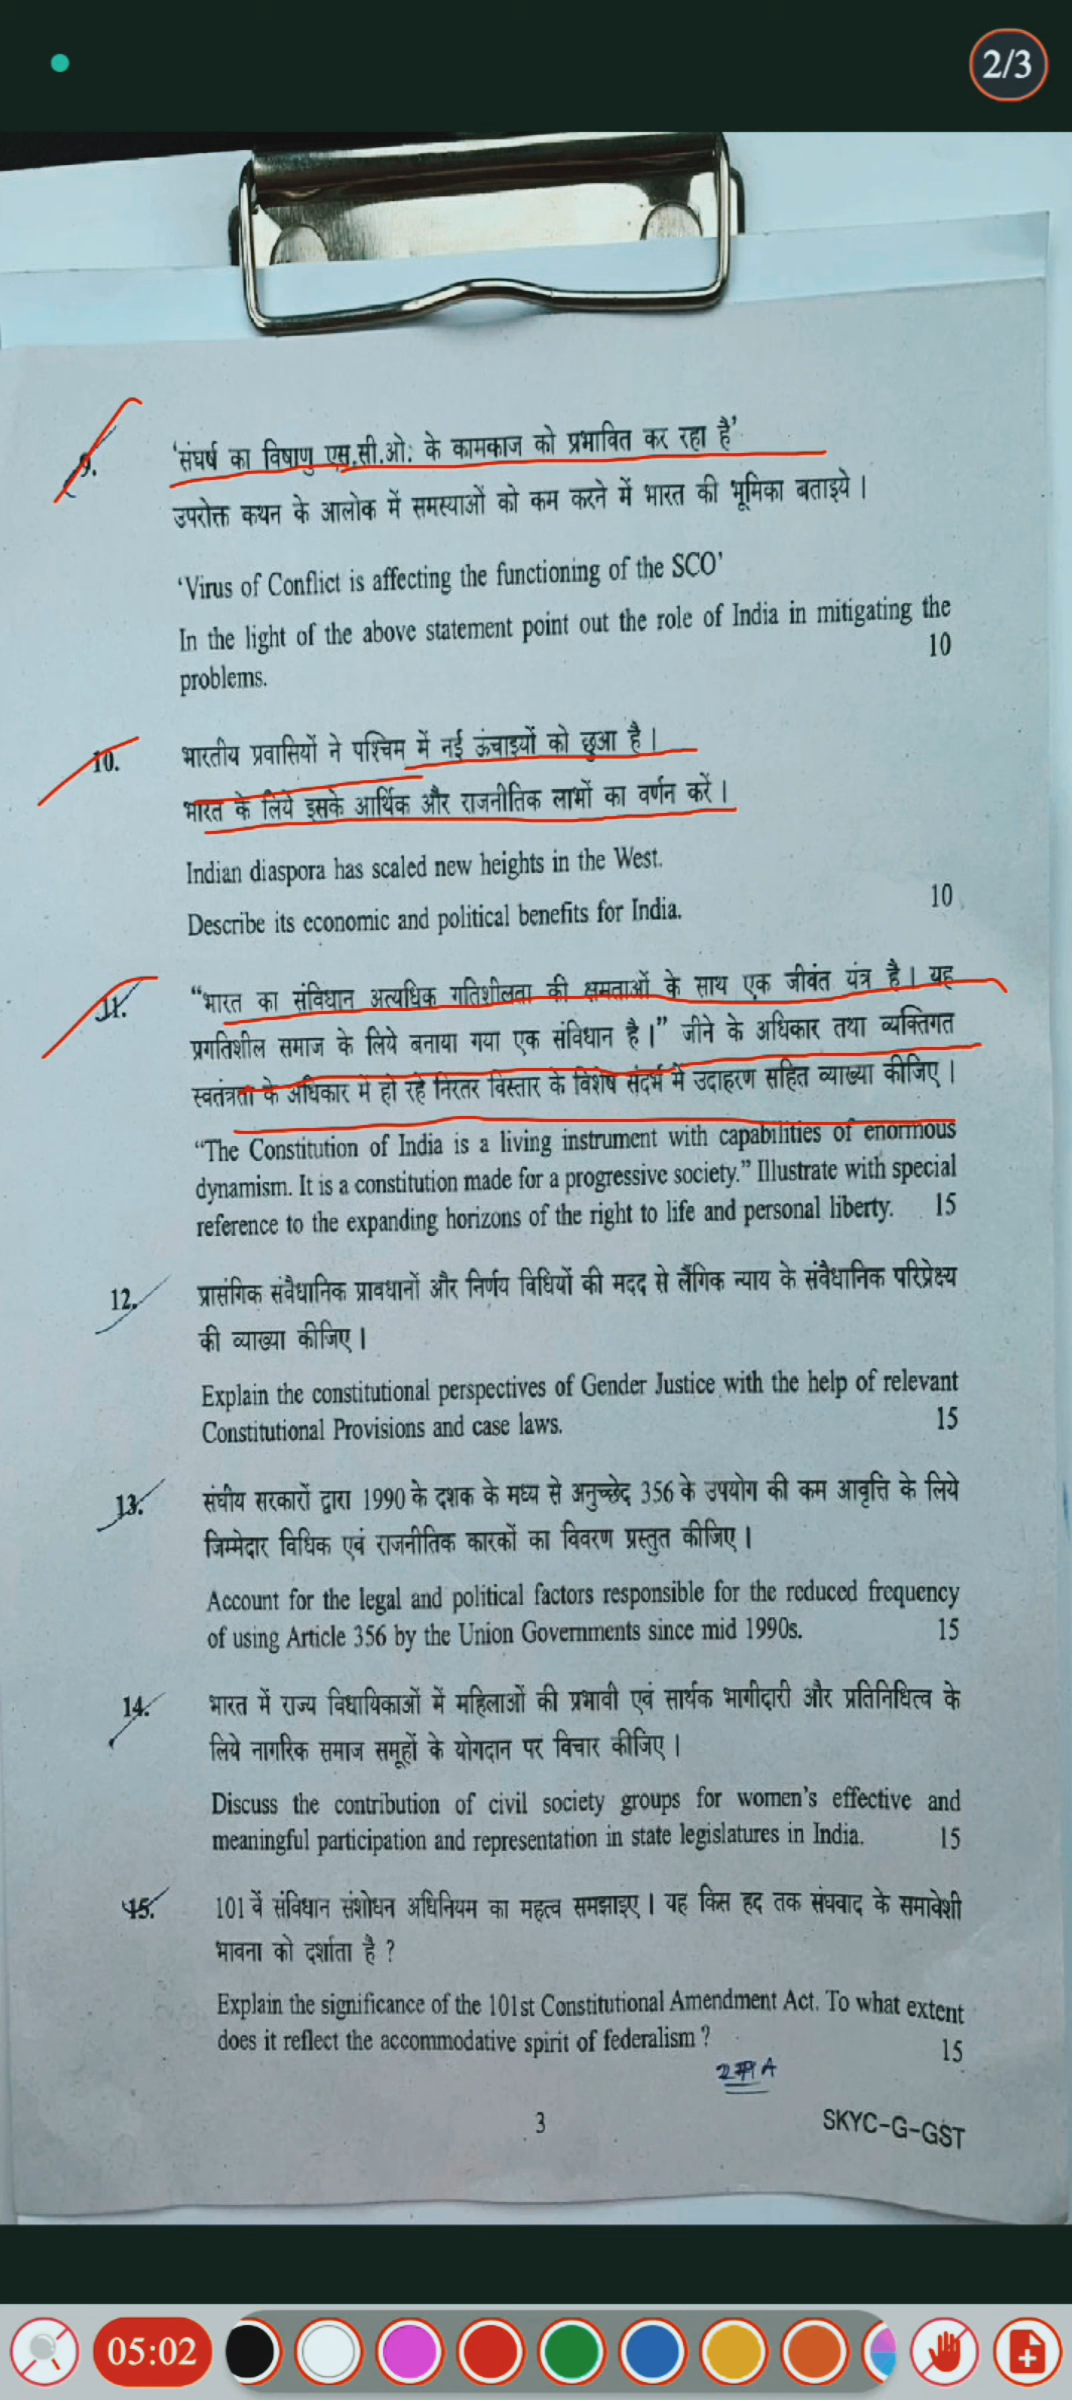 2/3
9. 'संघर्ष का विषाणु एस.सी.ओ: के कामकाज को प्रभावित कर रहा है'
उपरोक्त कथन के आलोक में समस्याओं को कम करने में भारत की भूमिका बताइये।
'Virus of Conflict is affecting the functioning of the SCO'
In the light of the above statement point out the role of India in mitigating the
problems. 10
10. भारतीय प्रवासियों ने पश्चिम में नई ऊंचाइयों को छुआ है।
भारत के लिये इसके आर्थिक और राजनीतिक लाभों का वर्णन करें।
Indian diaspora has scaled new heights in the West.
Describe its economic and political benefits for India. 10
11. "भारत का संविधान अत्यधिक गतिशीलता की क्षमताओं के साथ एक जीवंत यंत्र है। यह
प्रगतिशील समाज के लिये बनाया गया एक संविधान है।" जीने के अधिकार तथा व्यक्तिगत
स्वतंत्रता के अधिकार में हो रहे निरंतर विस्तार के विशेष संदर्भ में उदाहरण सहित व्याख्या कीजिए।
"The Constitution of India is a living instrument with capabilities of enormous
dynamism. It is a constitution made for a progressive society." Illustrate with special
reference to the expanding horizons of the right to life and personal liberty. 15
12. प्रासंगिक संवैधानिक प्रावधानों और निर्णय विधियों की मदद से लैंगिक न्याय के संवैधानिक परिप्रेक्ष्य
की व्याख्या कीजिए।
Explain the constitutional perspectives of Gender Justice with the help of relevant
Constitutional Provisions and case laws. 15
13. संघीय सरकारों द्वारा 1990 के दशक के मध्य से अनुच्छेद 356 के उपयोग की कम आवृत्ति के लिये
जिम्मेदार विधिक एवं राजनीतिक कारकों का विवरण प्रस्तुत कीजिए।
Account for the legal and political factors responsible for the reduced frequency
of using Article 356 by the Union Governments since mid 1990s. 15
14. भारत में राज्य विधायिकाओं में महिलाओं की प्रभावी एवं सार्थक भागीदारी और प्रतिनिधित्व के
लिये नागरिक समाज समूहों के योगदान पर विचार कीजिए।
Discuss the contribution of civil society groups for women's effective and
meaningful participation and representation in state legislatures in India. 15
15. 101वें संविधान संशोधन अधिनियम का महत्व समझाइए। यह किस हद तक संघवाद के समावेशी
भावना को दर्शाता है ?
Explain the significance of the 101st Constitutional Amendment Act. To what extent
does it reflect the accommodative spirit of federalism ? 15
3
SKYC-G-GST
05:02